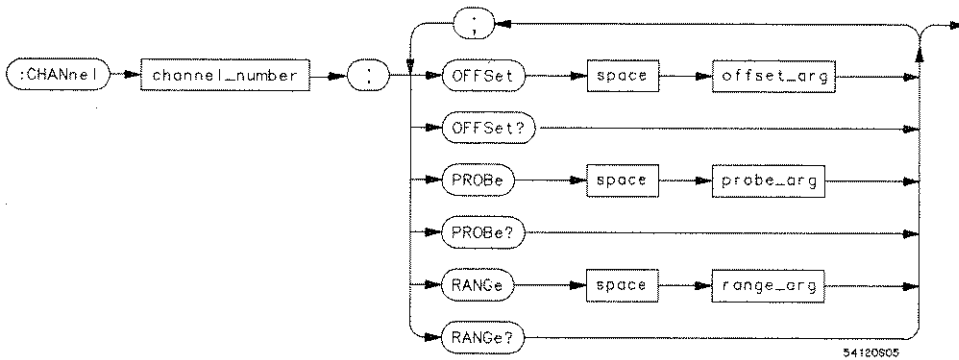 ;
:CHANnel channel_number : OFFSet space offset_arg
OFFSet?
PROBe space probe_arg
PROBe?
RANGe space range_arg
RANGe?
54120S05